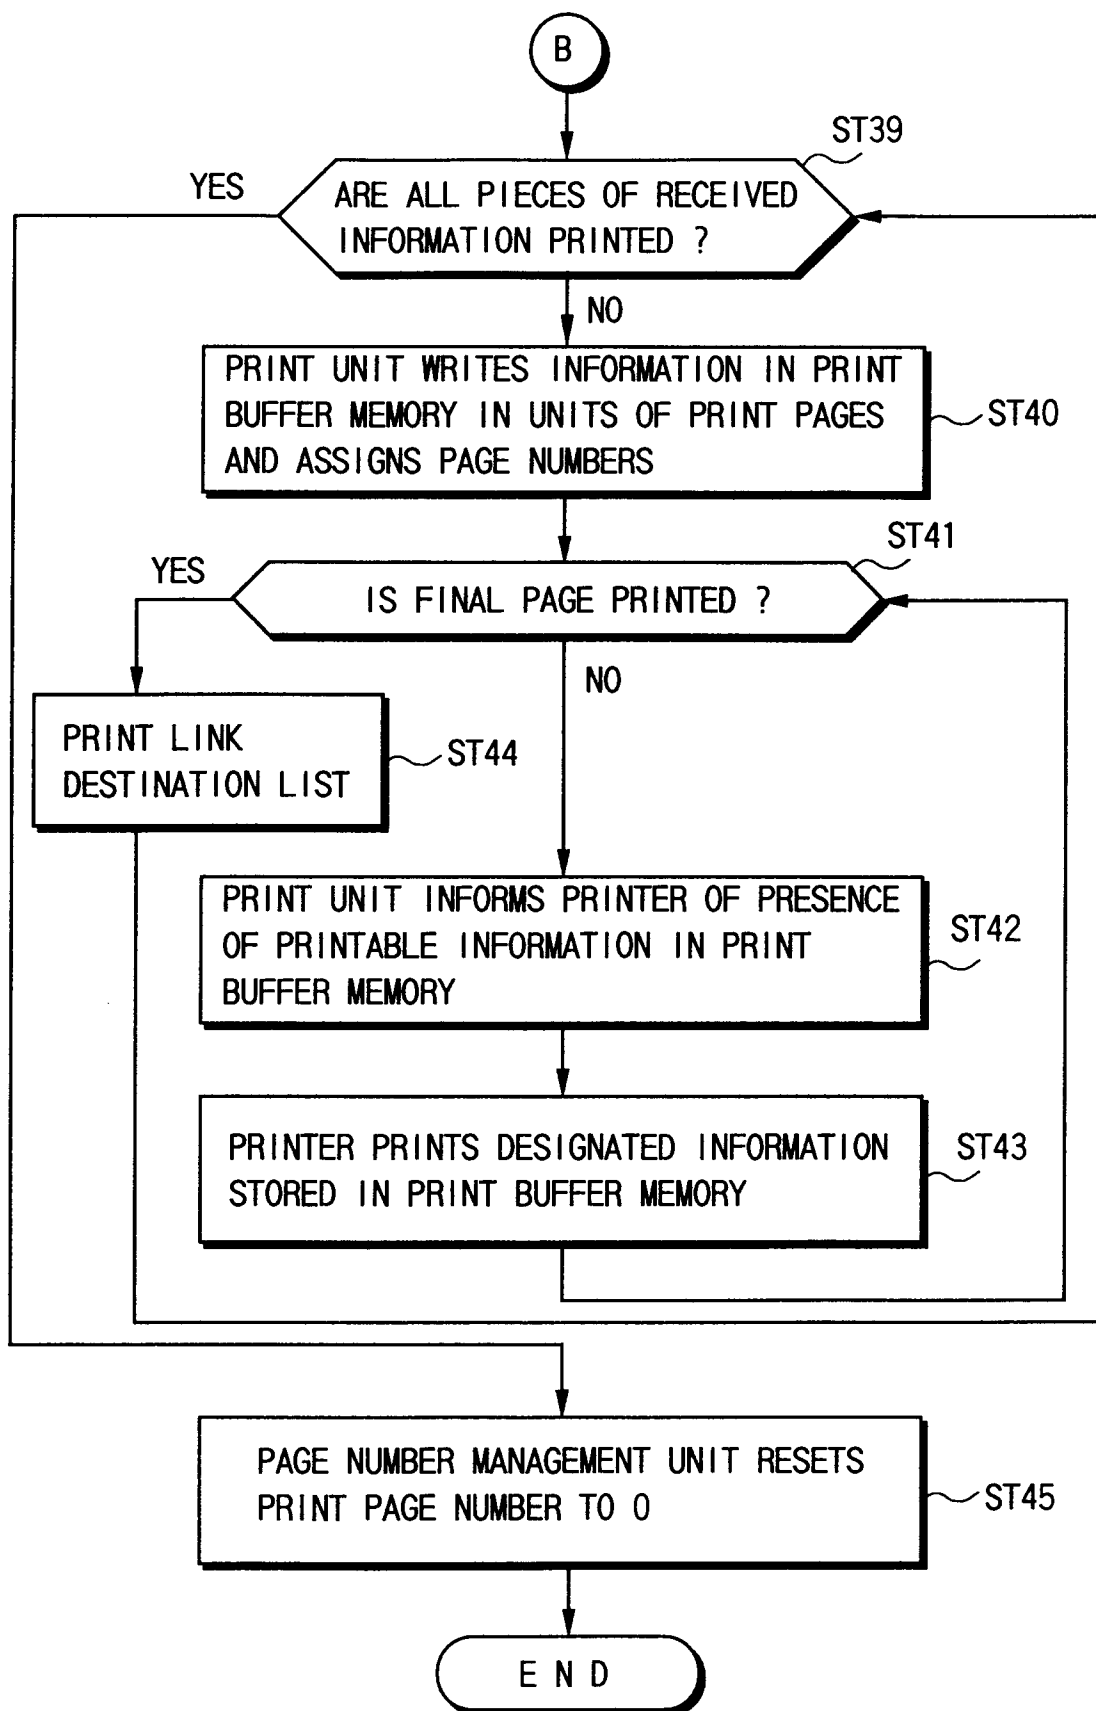 B
ST39
YES
ARE ALL PIECES OF RECEIVED
INFORMATION PRINTED ?
NO
PRINT UNIT WRITES INFORMATION IN PRINT
BUFFER MEMORY IN UNITS OF PRINT PAGES
AND ASSIGNS PAGE NUMBERS
ST40
ST41
YES
IS FINAL PAGE PRINTED ?
NO
PRINT LINK
DESTINATION LIST
ST44
PRINT UNIT INFORMS PRINTER OF PRESENCE
OF PRINTABLE INFORMATION IN PRINT
BUFFER MEMORY
ST42
PRINTER PRINTS DESIGNATED INFORMATION
STORED IN PRINT BUFFER MEMORY
ST43
PAGE NUMBER MANAGEMENT UNIT RESETS
PRINT PAGE NUMBER TO 0
ST45
END